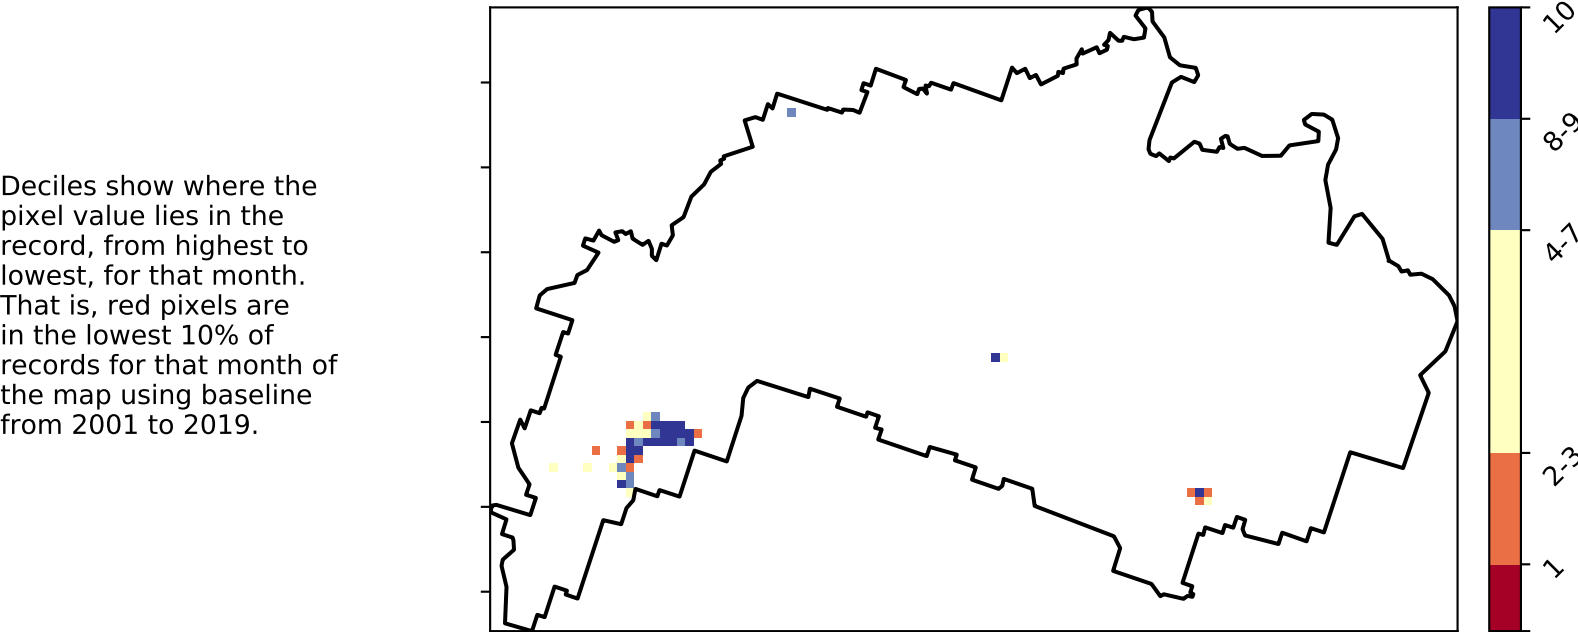 Deciles show where the
pixel value lies in the
record, from highest to
lowest, for that month.
That is, red pixels are
in the lowest 10% of
records for that month of
the map using baseline
from 2001 to 2019.
10
8-9
4-7
2-3
1